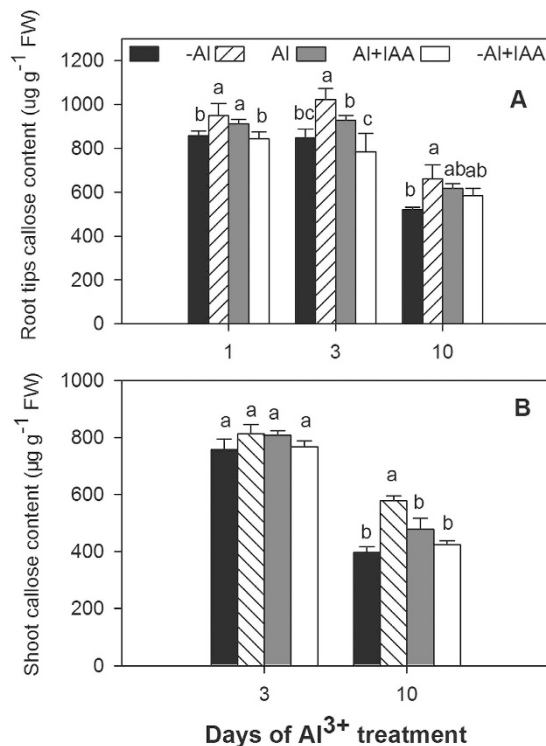 1200
-Al Al Al+IAA -Al+IAA
A
Root tips callose content (ug g⁻¹ FW)
1000
800
600
400
200
0
b a a b bc a b c b a ab ab
1 3 10
1000
B
Shoot callose content (µg g⁻¹ FW)
800
600
400
200
0
a a a a b a b b
3 10
Days of Al³⁺ treatment